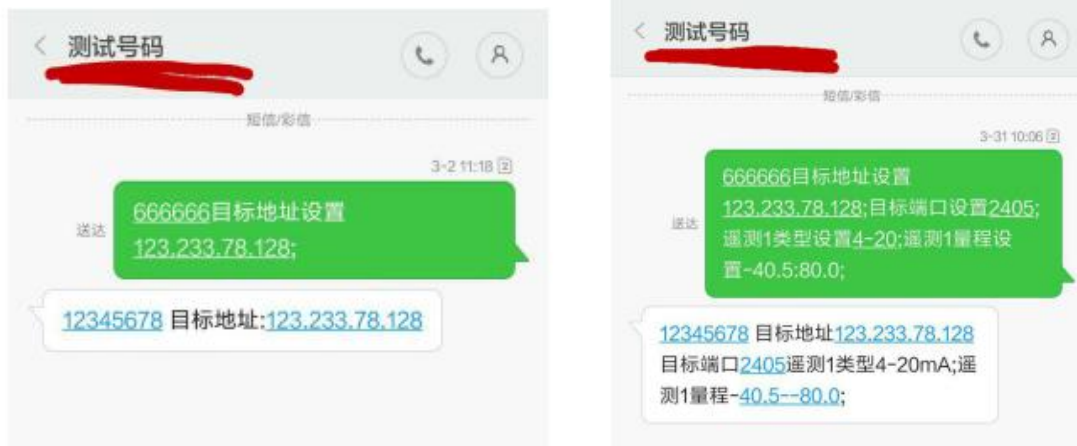 测试号码
短信/彩信
3-2 11:18 2
送达
666666目标地址设置
123.233.78.128;
12345678 目标地址:123.233.78.128
测试号码
短信/彩信
3-31 10:06 2
送达
666666目标地址设置
123.233.78.128;目标端口设置2405;
遥测1类型设置4-20;遥测1量程设
置-40.5:80.0;
12345678 目标地址123.233.78.128
目标端口2405遥测1类型4-20mA;遥
测1量程-40.5--80.0;